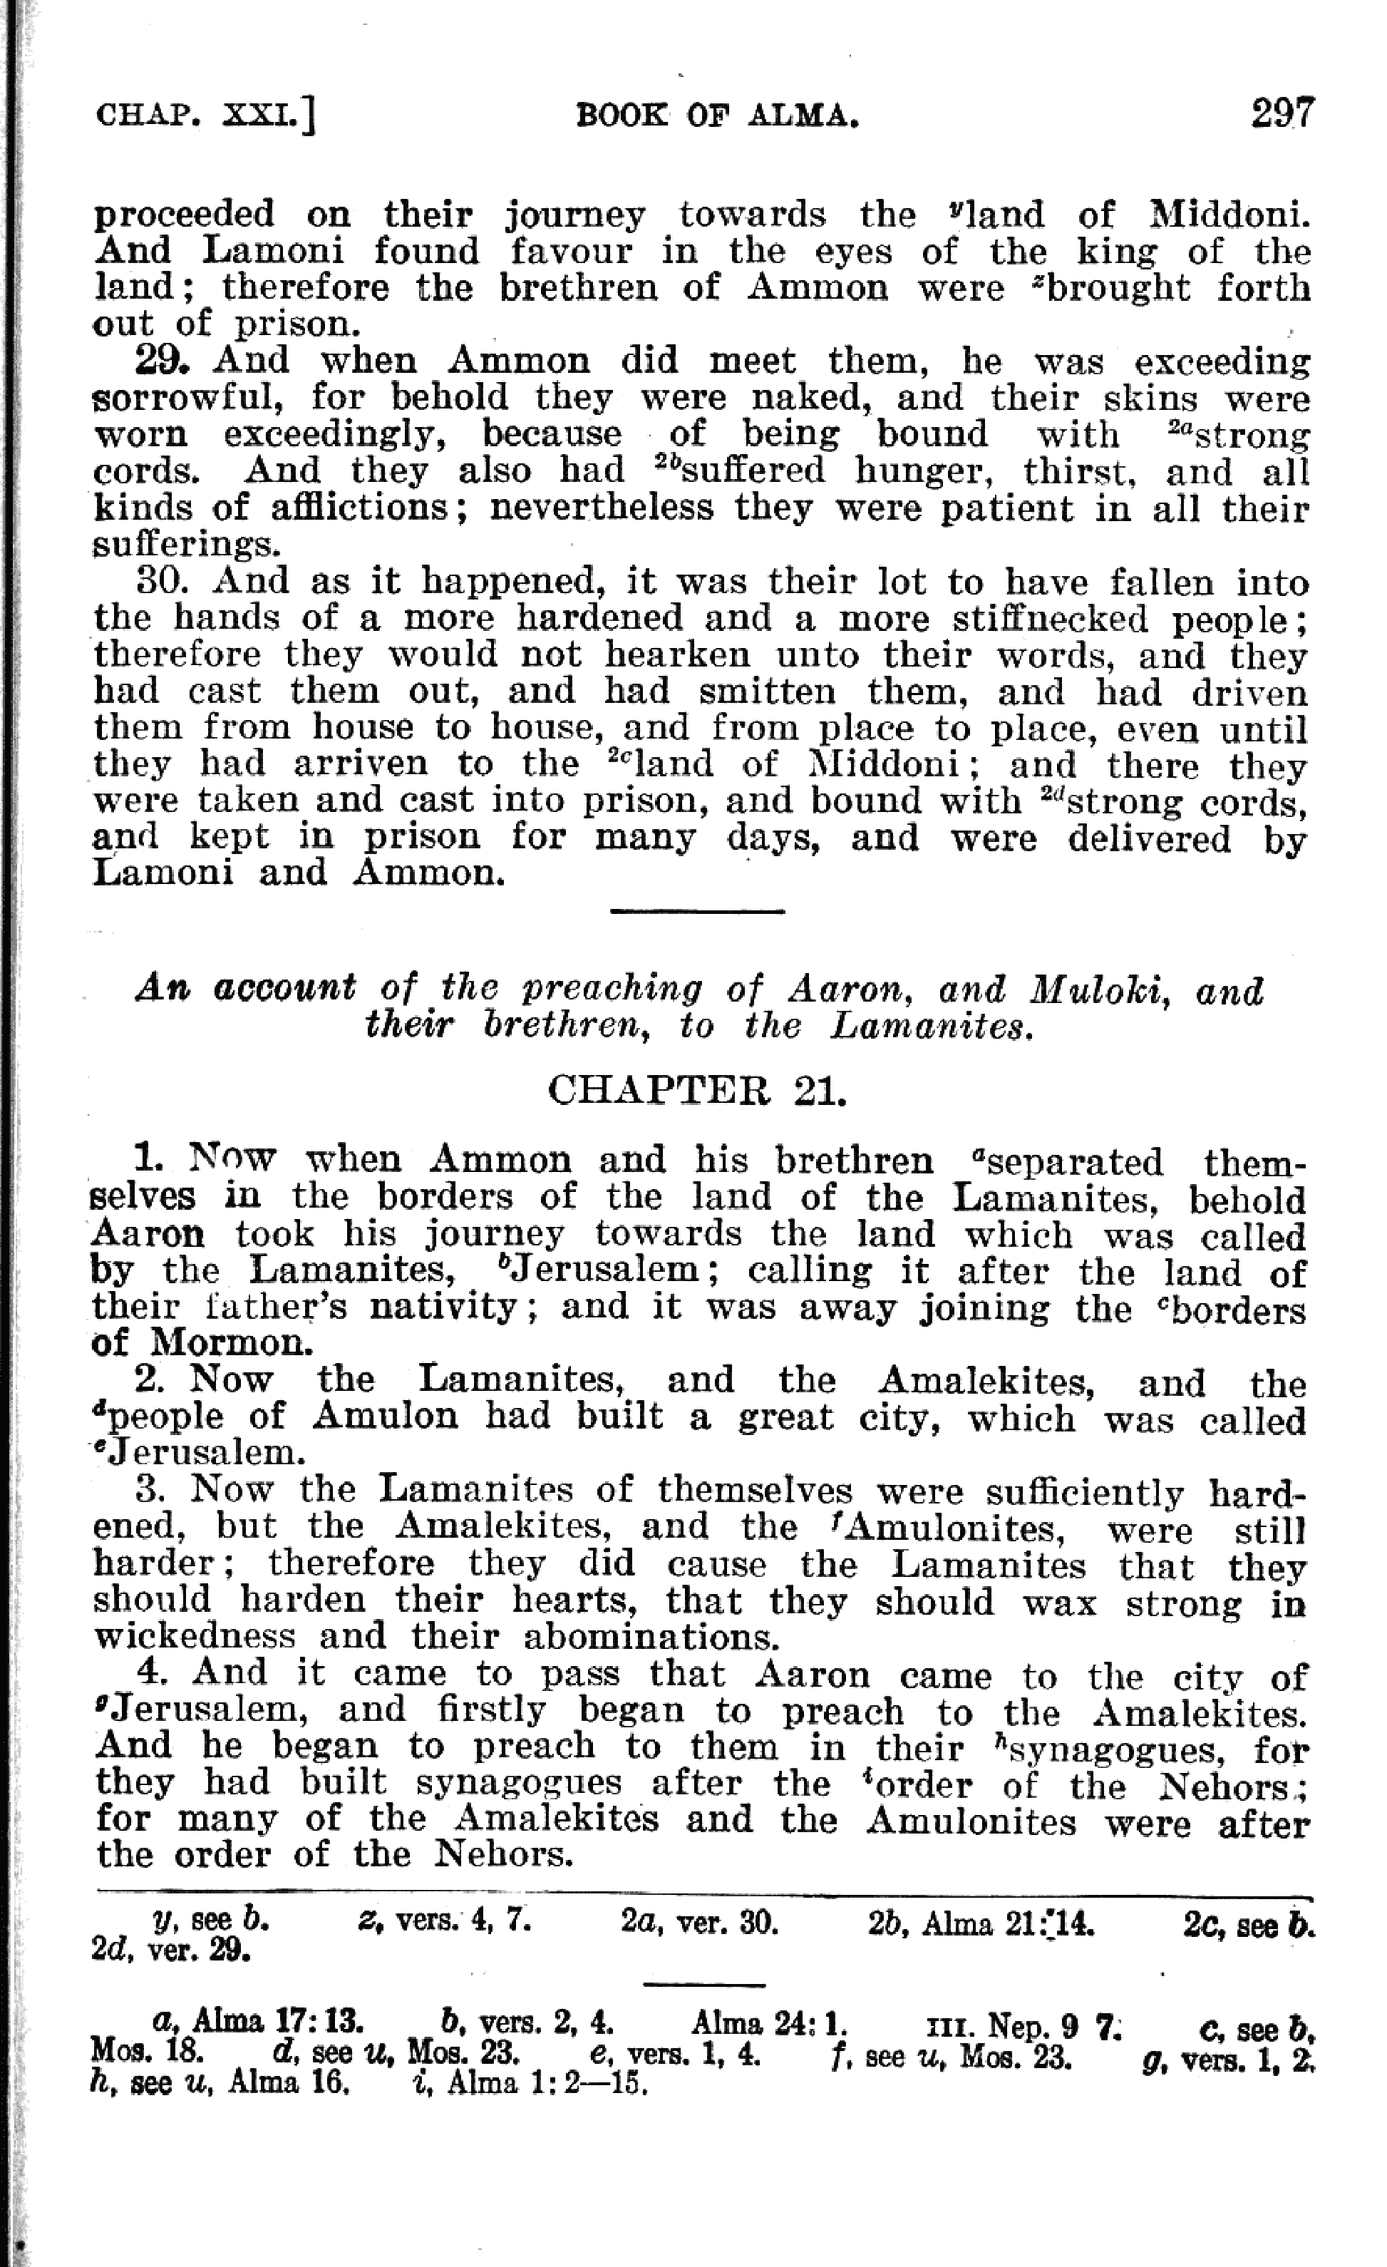 CHAP. XXI.] BOOK OF ALMA. 297
proceeded on their journey towards the yland of Middoni.
And Lamoni found favour in the eyes of the king of the
land; therefore the brethren of Ammon were zbrought forth
out of prison.
29. And when Ammon did meet them, he was exceeding
sorrowful, for behold they were naked, and their skins were
worn exceedingly, because of being bound with 2astrong
cords. And they also had 2bsuffered hunger, thirst, and all
kinds of afflictions; nevertheless they were patient in all their
sufferings.
30. And as it happened, it was their lot to have fallen into
the hands of a more hardened and a more stiffnecked people;
therefore they would not hearken unto their words, and they
had cast them out, and had smitten them, and had driven
them from house to house, and from place to place, even until
they had arriven to the 2cland of Middoni; and there they
were taken and cast into prison, and bound with 2dstrong cords,
and kept in prison for many days, and were delivered by
Lamoni and Ammon.
An account of the preaching of Aaron, and Muloki, and
their brethren, to the Lamanites.
CHAPTER 21.
1. Now when Ammon and his brethren aseparated them-
selves in the borders of the land of the Lamanites, behold
Aaron took his journey towards the land which was called
by the Lamanites, bJerusalem; calling it after the land of
their father's nativity; and it was away joining the cborders
of Mormon.
2. Now the Lamanites, and the Amalekites, and the
dpeople of Amulon had built a great city, which was called
eJerusalem.
3. Now the Lamanites of themselves were sufficiently hard-
ened, but the Amalekites, and the fAmulonites, were still
harder; therefore they did cause the Lamanites that they
should harden their hearts, that they should wax strong in
wickedness and their abominations.
4. And it came to pass that Aaron came to the city of
gJerusalem, and firstly began to preach to the Amalekites.
And he began to preach to them in their hsynagogues, for
they had built synagogues after the iorder of the Nehors;
for many of the Amalekites and the Amulonites were after
the order of the Nehors.
y, see b. z, vers. 4, 7. 2a, ver. 30. 2b, Alma 21:14. 2c, see b.
2d, ver. 29.
a, Alma 17:13. b, vers. 2, 4. Alma 24:1. III. Nep. 9 7. c, see b,
Mos. 18. d, see u, Mos. 23. e, vers. 1, 4. f, see u, Mos. 23. g, vers. 1, 2.
h, see u, Alma 16. i, Alma 1:2—15.